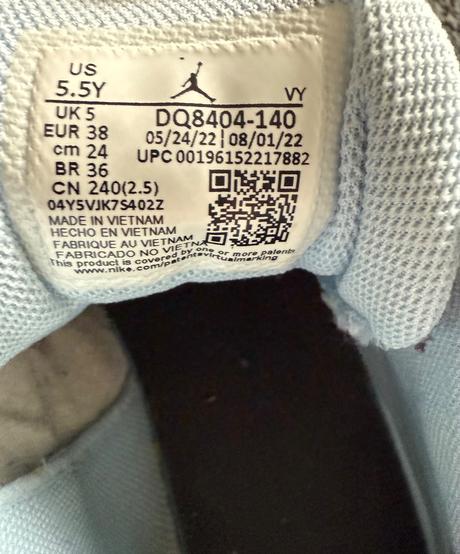 US
5.5Y
VY
UK 5
EUR 38
cm 24
BR 36
CN 240(2.5)
DQ8404-140
05/24/22 | 08/01/22
UPC 00196152217882
04Y5VJK7S402Z
MADE IN VIETNAM
HECHO EN VIETNAM
FABRIQUE AU VIETNAM
FABRICADO NO VIETNA
This product is covered by one or more patents
www.nike.com/patentsvirtualmarking